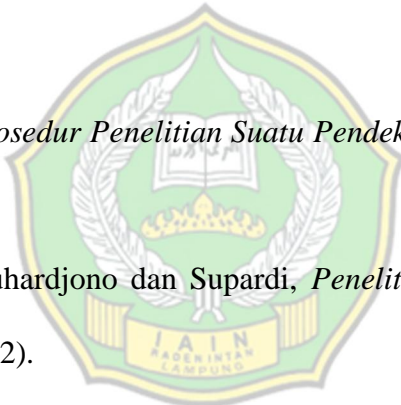 osedur Penelitian Suatu Pendek
uhardjono dan Supardi, Penelit
2).
I A I N
RADEN INTAN
LAMPUNG